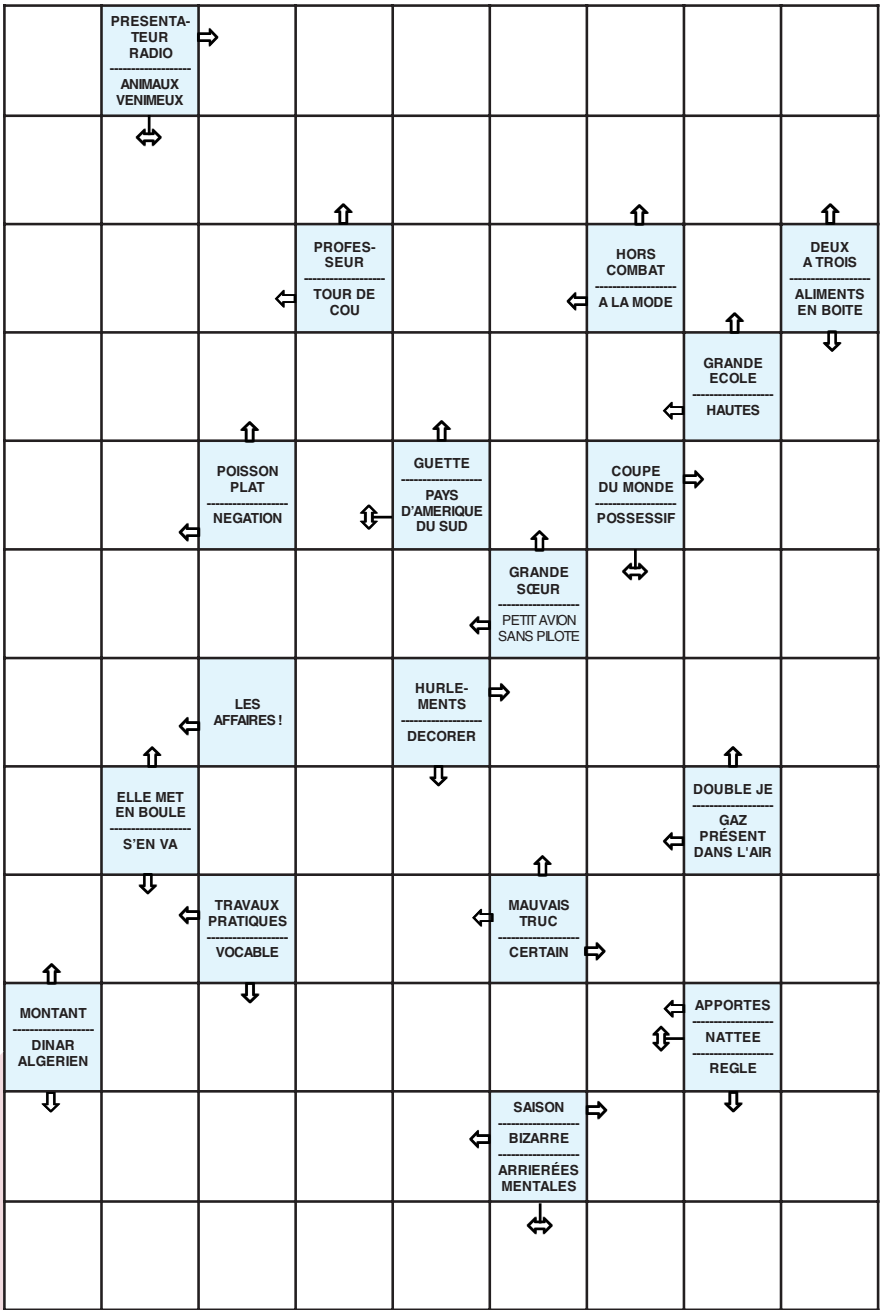 PRESENTA-
TEUR
RADIO
ANIMAUX
VENIMEUX
PROFES-
SEUR
TOUR DE
COU
HORS
COMBAT
A LA MODE
DEUX
A TROIS
ALIMENTS
EN BOITE
GRANDE
ECOLE
HAUTES
POISSON
PLAT
NEGATION
GUETTE
PAYS
D'AMERIQUE
DU SUD
COUPE
DU MONDE
POSSESSIF
GRANDE
SŒUR
PETIT AVION
SANS PILOTE
LES
AFFAIRES !
HURLE-
MENTS
DECORER
ELLE MET
EN BOULE
S'EN VA
DOUBLE JE
GAZ
PRÉSENT
DANS L'AIR
TRAVAUX
PRATIQUES
VOCABLE
MAUVAIS
TRUC
CERTAIN
MONTANT
DINAR
ALGERIEN
APPORTES
NATTEE
REGLE
SAISON
BIZARRE
ARRIERÉES
MENTALES